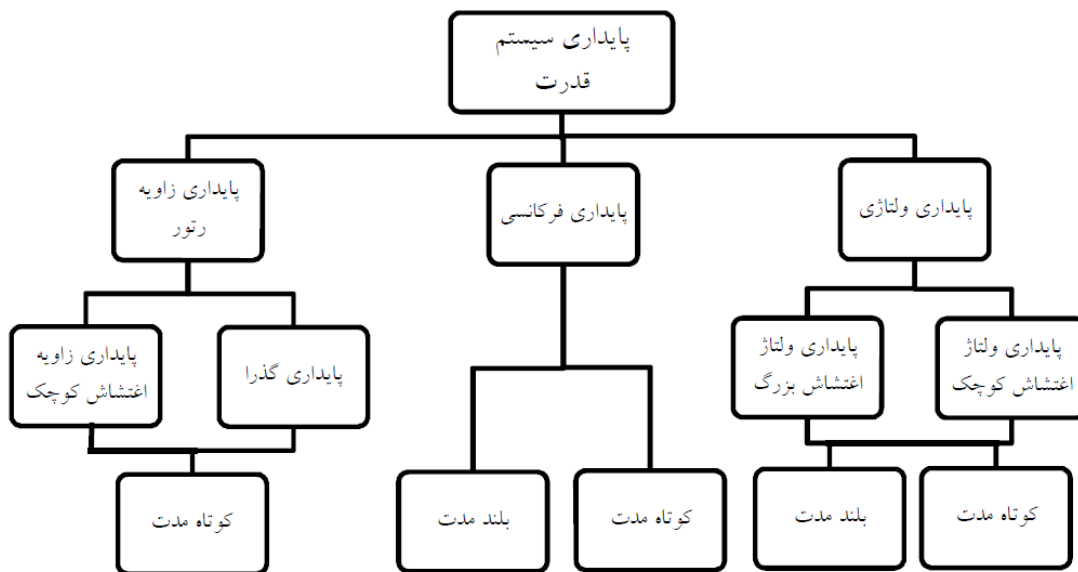 پایداری سیستم
قدرت
پایداری ولتاژی
پایداری فرکانسی
پایداری زاویه
رتور
پایداری ولتاژ
اغتشاش کوچک
پایداری ولتاژ
اغتشاش بزرگ
پایداری گذرا
پایداری زاویه
اغتشاش کوچک
کوتاه مدت
بلند مدت
کوتاه مدت
بلند مدت
کوتاه مدت